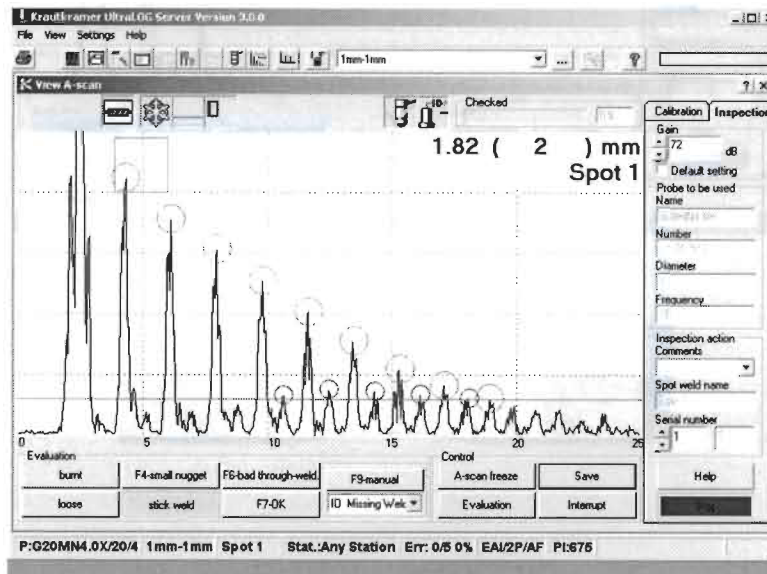 Krautkramer UltraLOG Server Version 3.0.0
File View Settings Help
1mm-1mm ... ?
View A-scan
Checked
1.82 ( 2 ) mm
Spot 1
Calibration Inspection
Gain
72 dB
Default setting
Probe to be used
Name
Number
Diameter
Frequency
Inspection action
Comments
Spot weld name
Serial number
1
0 5 10 15 20 25
Evaluation
Control
burnt F4-small nugget F6-bad through-weld. F9-manual A-scan freeze Save Help
loose stick weld F7-OK 10 Missing Weld Evaluation Interrupt
P:G20MN4.0X/20/4 1mm-1mm Spot 1 Stat.:Any Station Err: 0/5 0% EAI/2P/AF PI:675